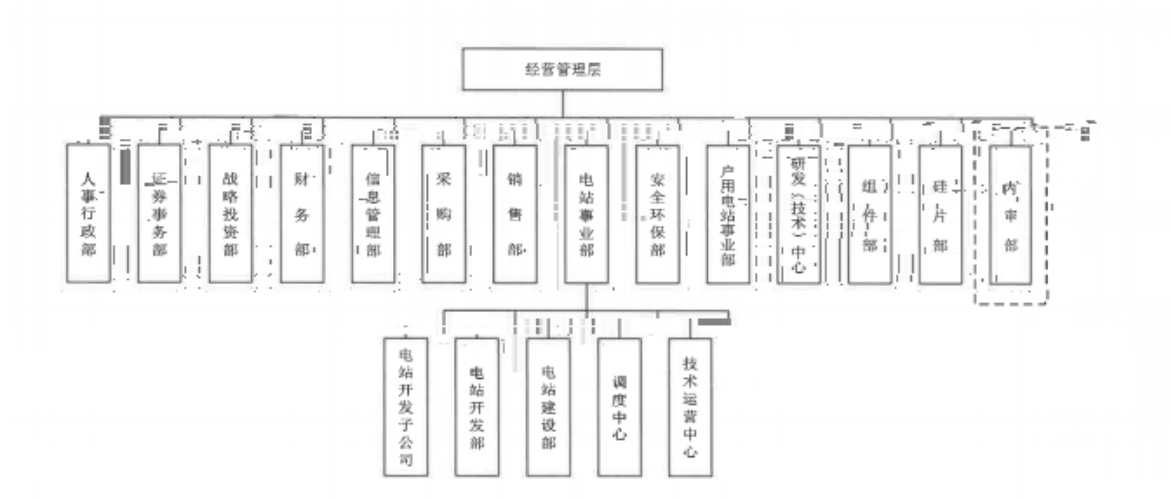 经营管理层
人事行政部
证券事务部
战略投资部
财务部
信息管理部
采购部
销售部
电站事业部
安全环保部
户用电站事业部
研发（技术）中心
组件部
硅片部
内审部
电站开发子公司
电站开发部
电站建设部
调度中心
技术运营中心